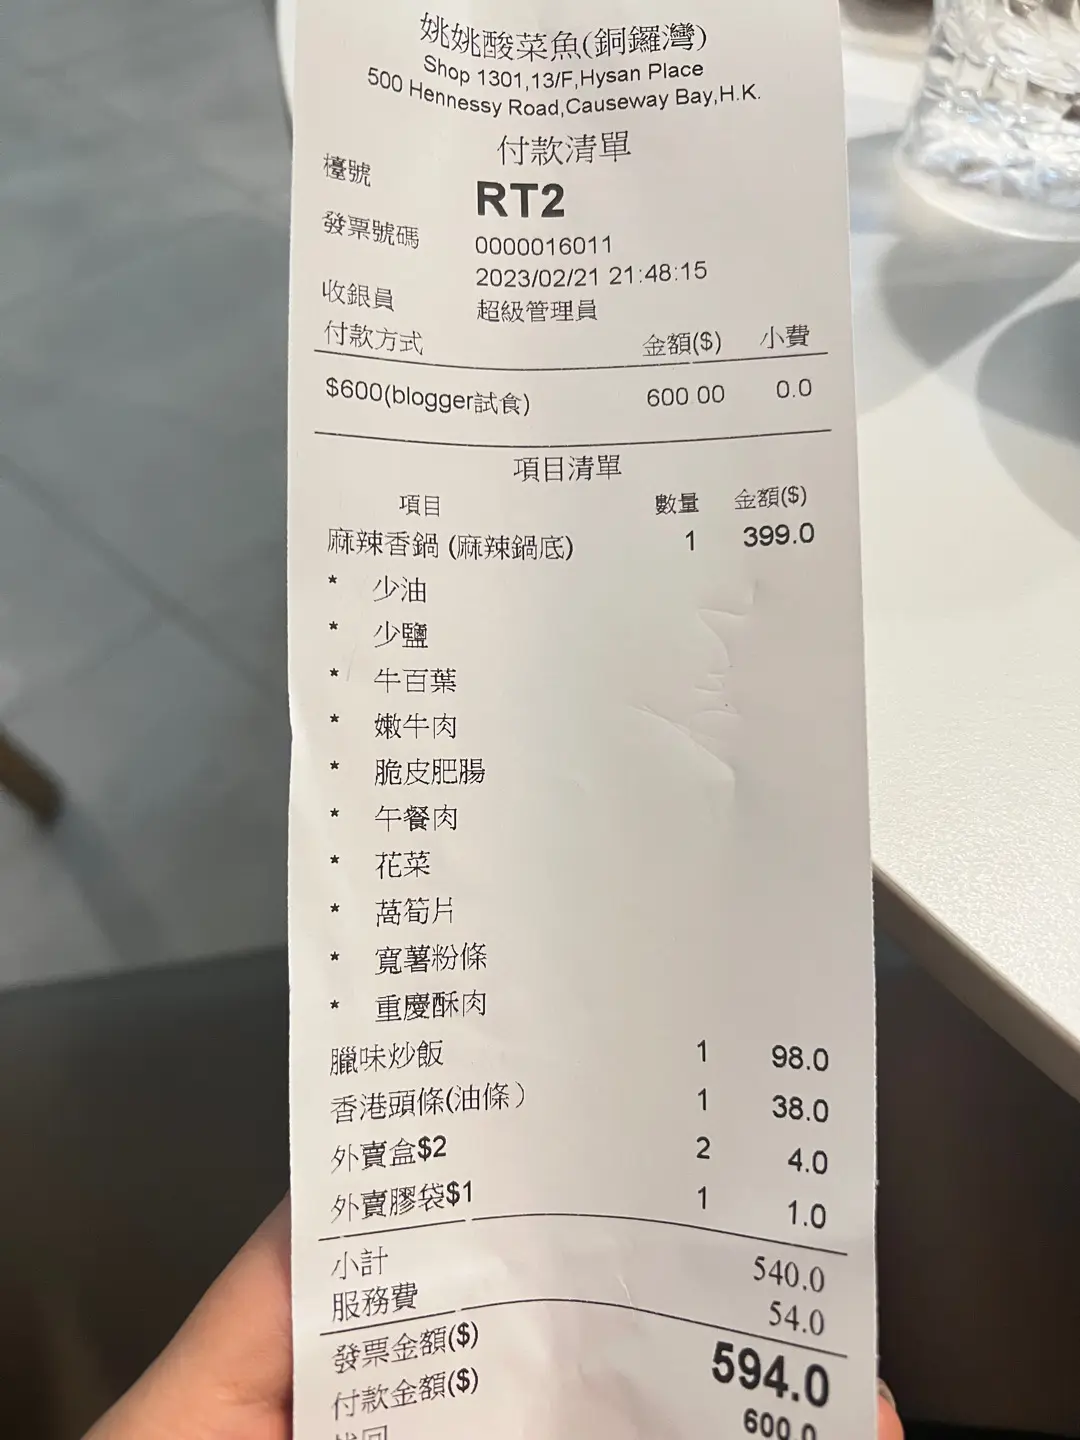 姚姚酸菜魚(銅鑼灣)
Shop 1301,13/F,Hysan Place
500 Hennessy Road,Causeway Bay,H.K.
付款清單
檯號 RT2
發票號碼 0000016011
2023/02/21 21:48:15
收銀員 超級管理員
付款方式 金額($) 小費
$600(blogger試食) 600 00 0.0
項目清單
項目 數量 金額($)
麻辣香鍋 (麻辣鍋底) 1 399.0
* 少油
* 少鹽
* 牛百葉
* 嫩牛肉
* 脆皮肥腸
* 午餐肉
* 花菜
* 萵筍片
* 寬薯粉條
* 重慶酥肉
臘味炒飯 1 98.0
香港頭條(油條) 1 38.0
外賣盒$2 2 4.0
外賣膠袋$1 1 1.0
小計 540.0
服務費 54.0
發票金額($) 594.0
付款金額($) 600.0